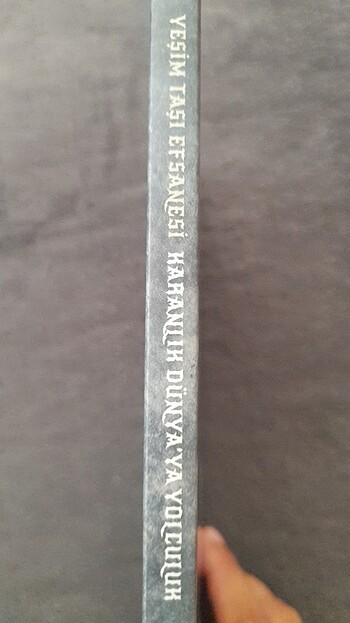 YEŞİM TAŞI EFSANESİ KARANLIK DÜNYA'YA YOLCULUK